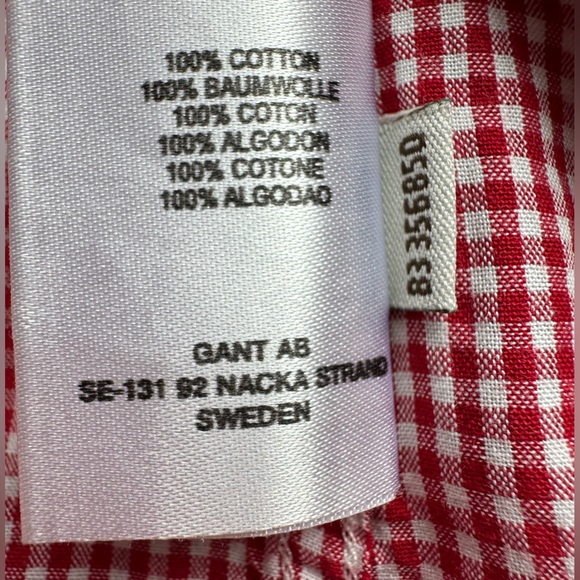 100% COTTON
100% BAUMWOLLE
100% COTON
100% ALGODON
100% COTONE
100% ALGODAO
GANT AB
SE-131 92 NACKA STRAND
SWEDEN
83356850